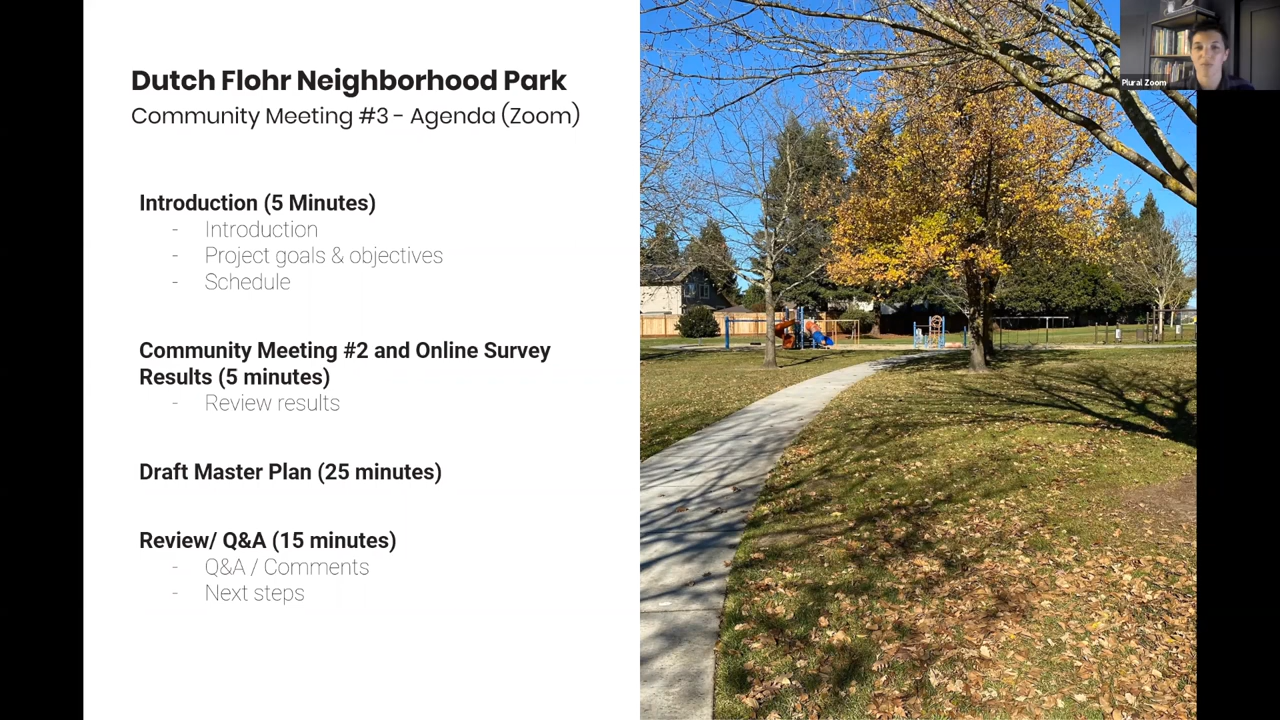 Dutch Flohr Neighborhood Park
Community Meeting #3 - Agenda (Zoom)
Introduction (5 Minutes)
- Introduction
- Project goals & objectives
- Schedule
Community Meeting #2 and Online Survey
Results (5 minutes)
- Review results
Draft Master Plan (25 minutes)
Review/ Q&A (15 minutes)
- Q&A / Comments
- Next steps
Plural Zoom